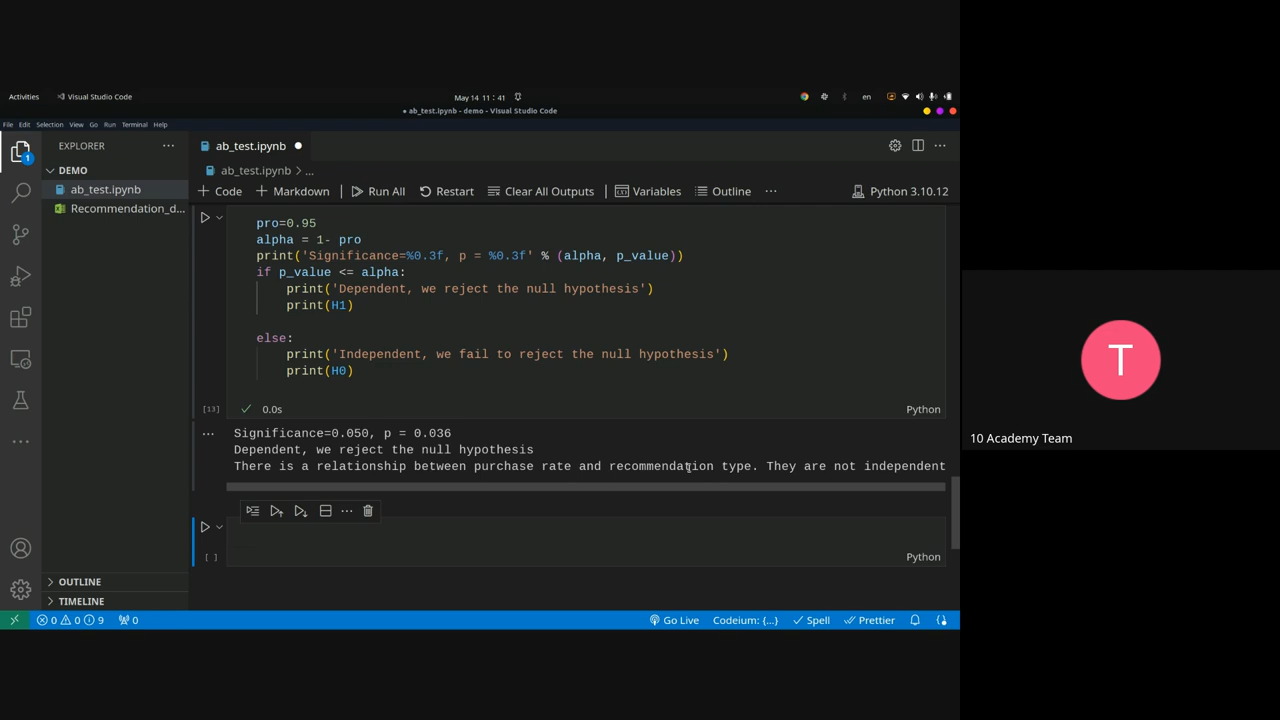 Activities
Visual Studio Code
May 14 11 : 41
en
● ab_test.ipynb - demo - Visual Studio Code
File Edit Selection View Go Run Terminal Help
EXPLORER
ab_test.ipynb
DEMO
ab_test.ipynb > ...
ab_test.ipynb
Recommendation_d...
+ Code + Markdown Run All Restart Clear All Outputs Variables Outline ... Python 3.10.12
1
pro=0.95
alpha = 1- pro
print('Significance=%0.3f, p = %0.3f' % (alpha, p_value))
if p_value <= alpha:
print('Dependent, we reject the null hypothesis')
print(H1)
else:
print('Independent, we fail to reject the null hypothesis')
print(H0)
[13] 0.0s Python
Significance=0.050, p = 0.036
Dependent, we reject the null hypothesis
There is a relationship between purchase rate and recommendation type. They are not independent
[ ] Python
OUTLINE
TIMELINE
0 0 9 0 Go Live Codeium: {...} Spell Prettier
T
10 Academy Team